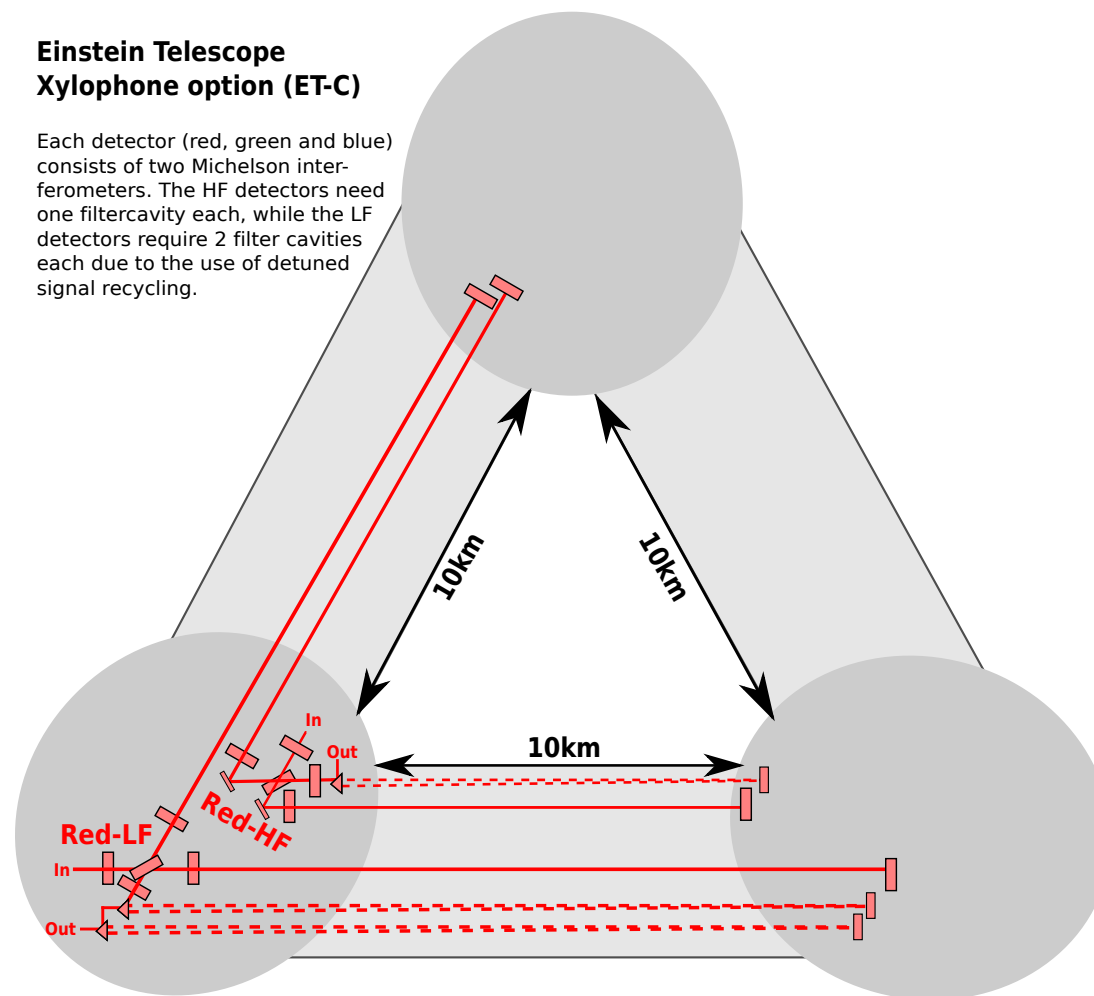 Einstein Telescope
Xylophone option (ET-C)
Each detector (red, green and blue)
consists of two Michelson inter-
ferometers. The HF detectors need
one filtercavity each, while the LF
detectors require 2 filter cavities
each due to the use of detuned
signal recycling.
10km
10km
10km
In
Out
Red-HF
Red-LF
In
Out